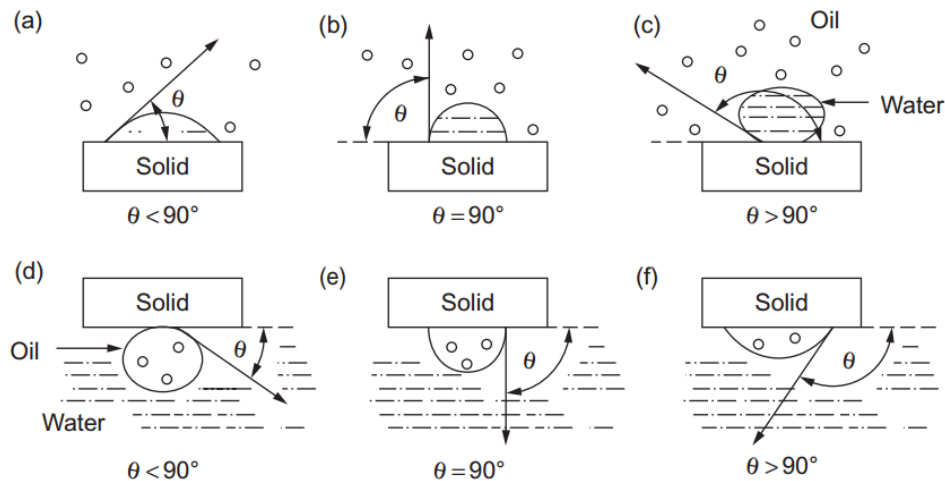 (a)
θ
Solid
θ < 90°
(b)
θ
Solid
θ = 90°
(c)
Oil
θ
Water
Solid
θ > 90°
(d)
Solid
Oil
θ
Water
θ < 90°
(e)
Solid
θ
θ = 90°
(f)
Solid
θ
θ > 90°